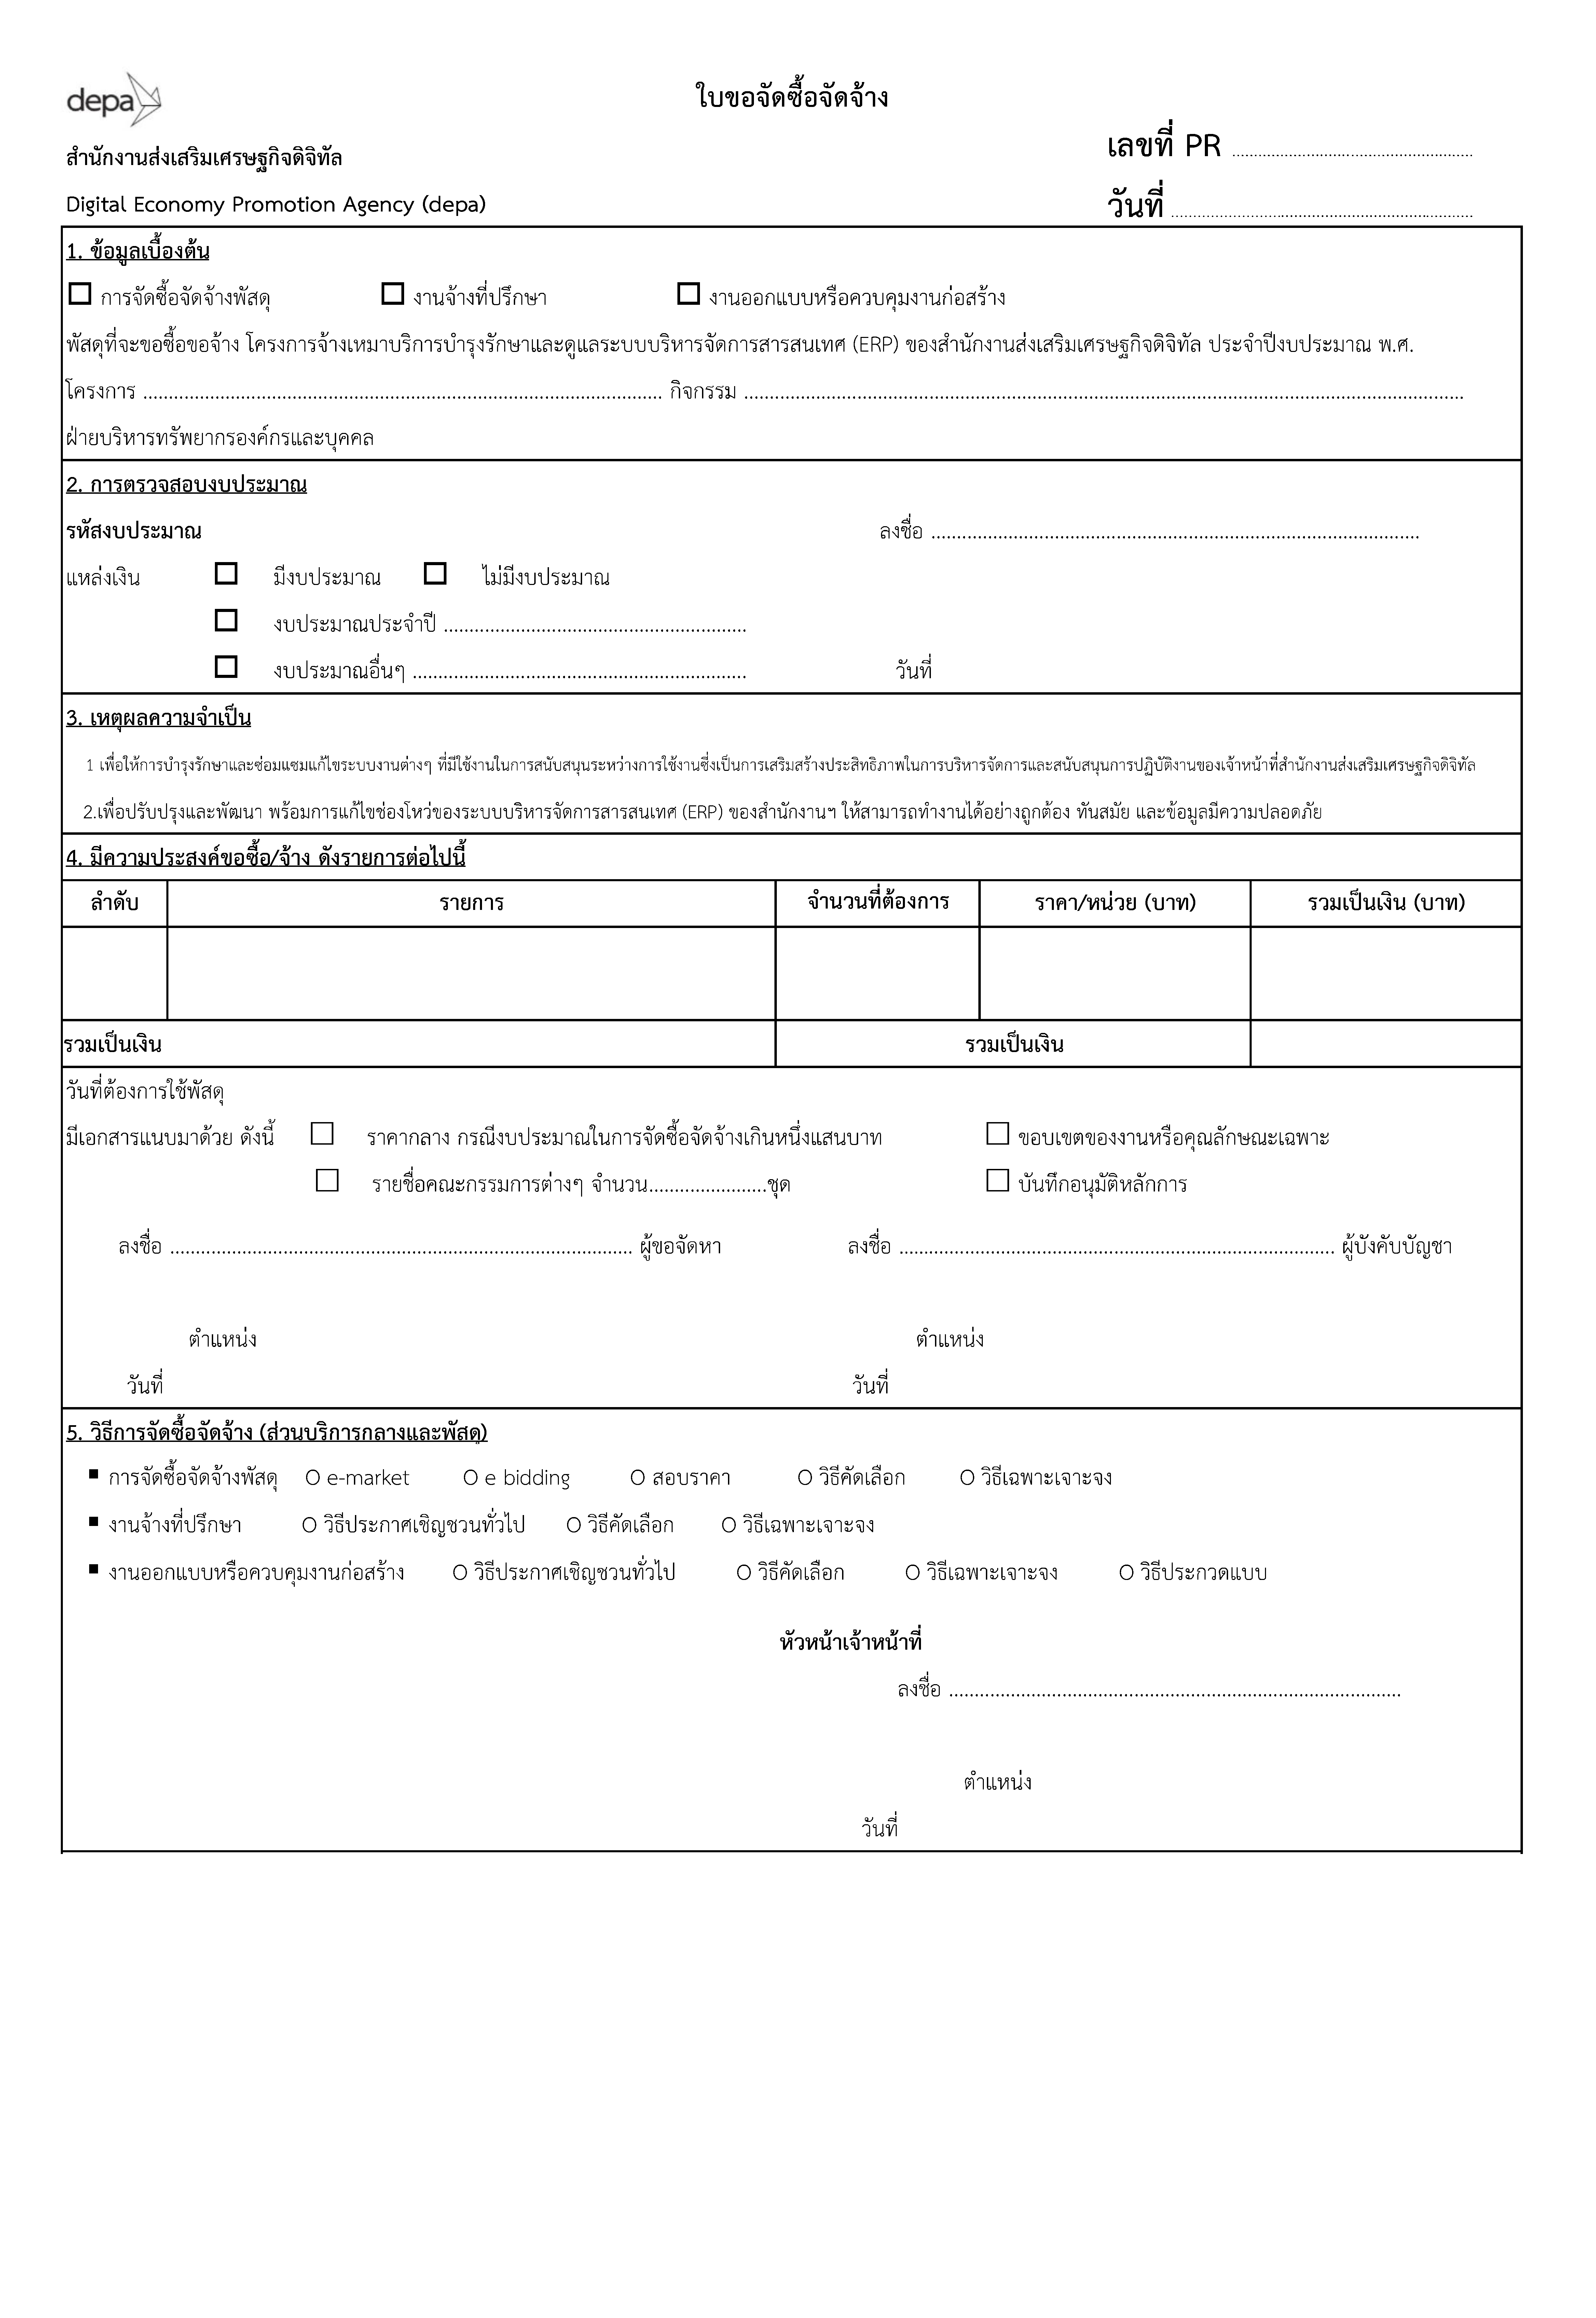 depa
ใบขอจัดซื้อจัดจ้าง
เลขที่ PR ........................................................
สำนักงานส่งเสริมเศรษฐกิจดิจิทัล
Digital Economy Promotion Agency (depa)
วันที่ ........................................................
1. ข้อมูลเบื้องต้น
☐ การจัดซื้อจัดจ้างพัสดุ ☐ งานจ้างที่ปรึกษา ☐ งานออกแบบหรือควบคุมงานก่อสร้าง
พัสดุที่จะขอซื้อขอจ้าง โครงการจ้างเหมาบริการบำรุงรักษาและดูแลระบบบริหารจัดการสารสนเทศ (ERP) ของสำนักงานส่งเสริมเศรษฐกิจดิจิทัล ประจำปีงบประมาณ พ.ศ.
โครงการ ........................................................ กิจกรรม ........................................................
ฝ่ายบริหารทรัพยากรองค์กรและบุคคล
2. การตรวจสอบงบประมาณ
รหัสงบประมาณ ลงชื่อ ........................................................
แหล่งเงิน ☐ มีงบประมาณ ☐ ไม่มีงบประมาณ
☐ งบประมาณประจำปี ........................................................
☐ งบประมาณอื่นๆ ........................................................ วันที่
3. เหตุผลความจำเป็น
1 เพื่อให้การบำรุงรักษาและซ่อมแซมแก้ไขระบบงานต่างๆ ที่มีใช้งานในการสนับสนุนระหว่างการใช้งานซึ่งเป็นการเสริมสร้างประสิทธิภาพในการบริหารจัดการและสนับสนุนการปฏิบัติงานของเจ้าหน้าที่สำนักงานส่งเสริมเศรษฐกิจดิจิทัล
2.เพื่อปรับปรุงและพัฒนา พร้อมการแก้ไขช่องโหว่ของระบบบริหารจัดการสารสนเทศ (ERP) ของสำนักงานฯ ให้สามารถทำงานได้อย่างถูกต้อง ทันสมัย และข้อมูลมีความปลอดภัย
4. มีความประสงค์ขอซื้อ/จ้าง ดังรายการต่อไปนี้
ลำดับ รายการ จำนวนที่ต้องการ ราคา/หน่วย (บาท) รวมเป็นเงิน (บาท)
รวมเป็นเงิน รวมเป็นเงิน
วันที่ต้องการใช้พัสดุ
มีเอกสารแนบมาด้วย ดังนี้ ☐ ราคากลาง กรณีงบประมาณในการจัดซื้อจัดจ้างเกินหนึ่งแสนบาท ☐ ขอบเขตของงานหรือคุณลักษณะเฉพาะ
☐ รายชื่อคณะกรรมการต่างๆ จำนวน.......................ชุด ☐ บันทึกอนุมัติหลักการ
ลงชื่อ ........................................................ ผู้ขอจัดหา ลงชื่อ ........................................................ ผู้บังคับบัญชา
ตำแหน่ง ตำแหน่ง
วันที่ วันที่
5. วิธีการจัดซื้อจัดจ้าง (ส่วนบริการกลางและพัสดุ)
▪ การจัดซื้อจัดจ้างพัสดุ O e-market O e bidding O สอบราคา O วิธีคัดเลือก O วิธีเฉพาะเจาะจง
▪ งานจ้างที่ปรึกษา O วิธีประกาศเชิญชวนทั่วไป O วิธีคัดเลือก O วิธีเฉพาะเจาะจง
▪ งานออกแบบหรือควบคุมงานก่อสร้าง O วิธีประกาศเชิญชวนทั่วไป O วิธีคัดเลือก O วิธีเฉพาะเจาะจง O วิธีประกวดแบบ
หัวหน้าเจ้าหน้าที่
ลงชื่อ ........................................................
ตำแหน่ง
วันที่